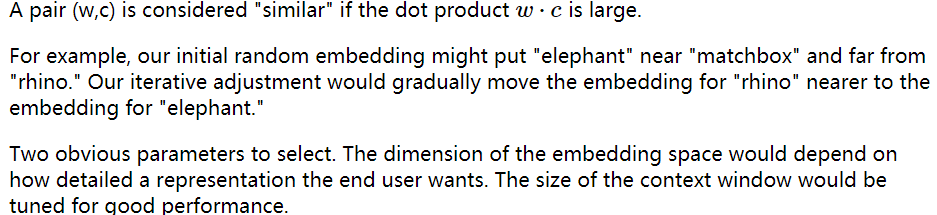 A pair (w,c) is considered "similar" if the dot product w · c is large.
For example, our initial random embedding might put "elephant" near "matchbox" and far from
"rhino." Our iterative adjustment would gradually move the embedding for "rhino" nearer to the
embedding for "elephant."
Two obvious parameters to select. The dimension of the embedding space would depend on
how detailed a representation the end user wants. The size of the context window would be
tuned for good performance.